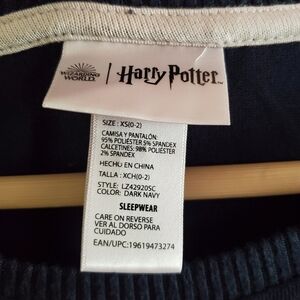 WIZARDING
WORLD
Harry Potter
SIZE: XS(0-2)
CAMISA Y PANTALÓN:
95% POLIÉSTER 5% SPANDEX
CALCETINES: 98% POLIÉSTER
2% SPANDEX
HECHO EN CHINA
TALLA : XCH(0-2)
STYLE: LZ42920SC
COLOR: DARK NAVY
SLEEPWEAR
CARE ON REVERSE
VER AL DORSO PARA
CUIDADO
EAN/UPC:19619473274